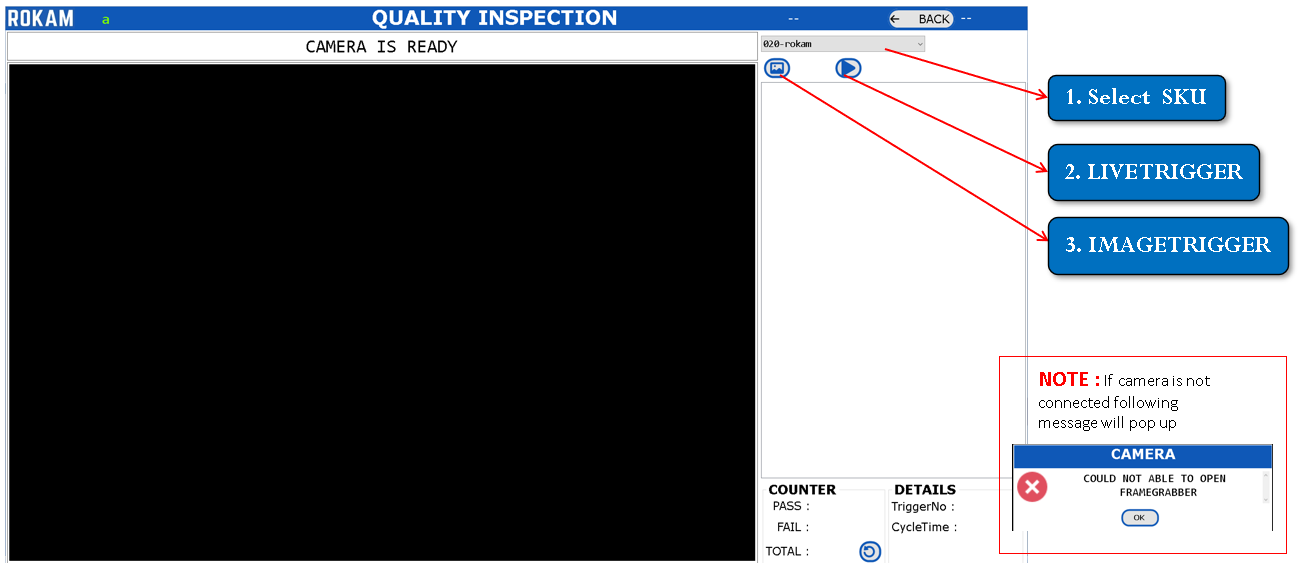 ROKAM a QUALITY INSPECTION -- BACK --
CAMERA IS READY
020-rokam
1. Select SKU
2. LIVETRIGGER
3. IMAGETRIGGER
NOTE : If camera is not
connected following
message will pop up
CAMERA
COULD NOT ABLE TO OPEN
FRAMEGRABBER
OK
COUNTER
PASS :
FAIL :
TOTAL :
DETAILS
TriggerNo :
CycleTime :